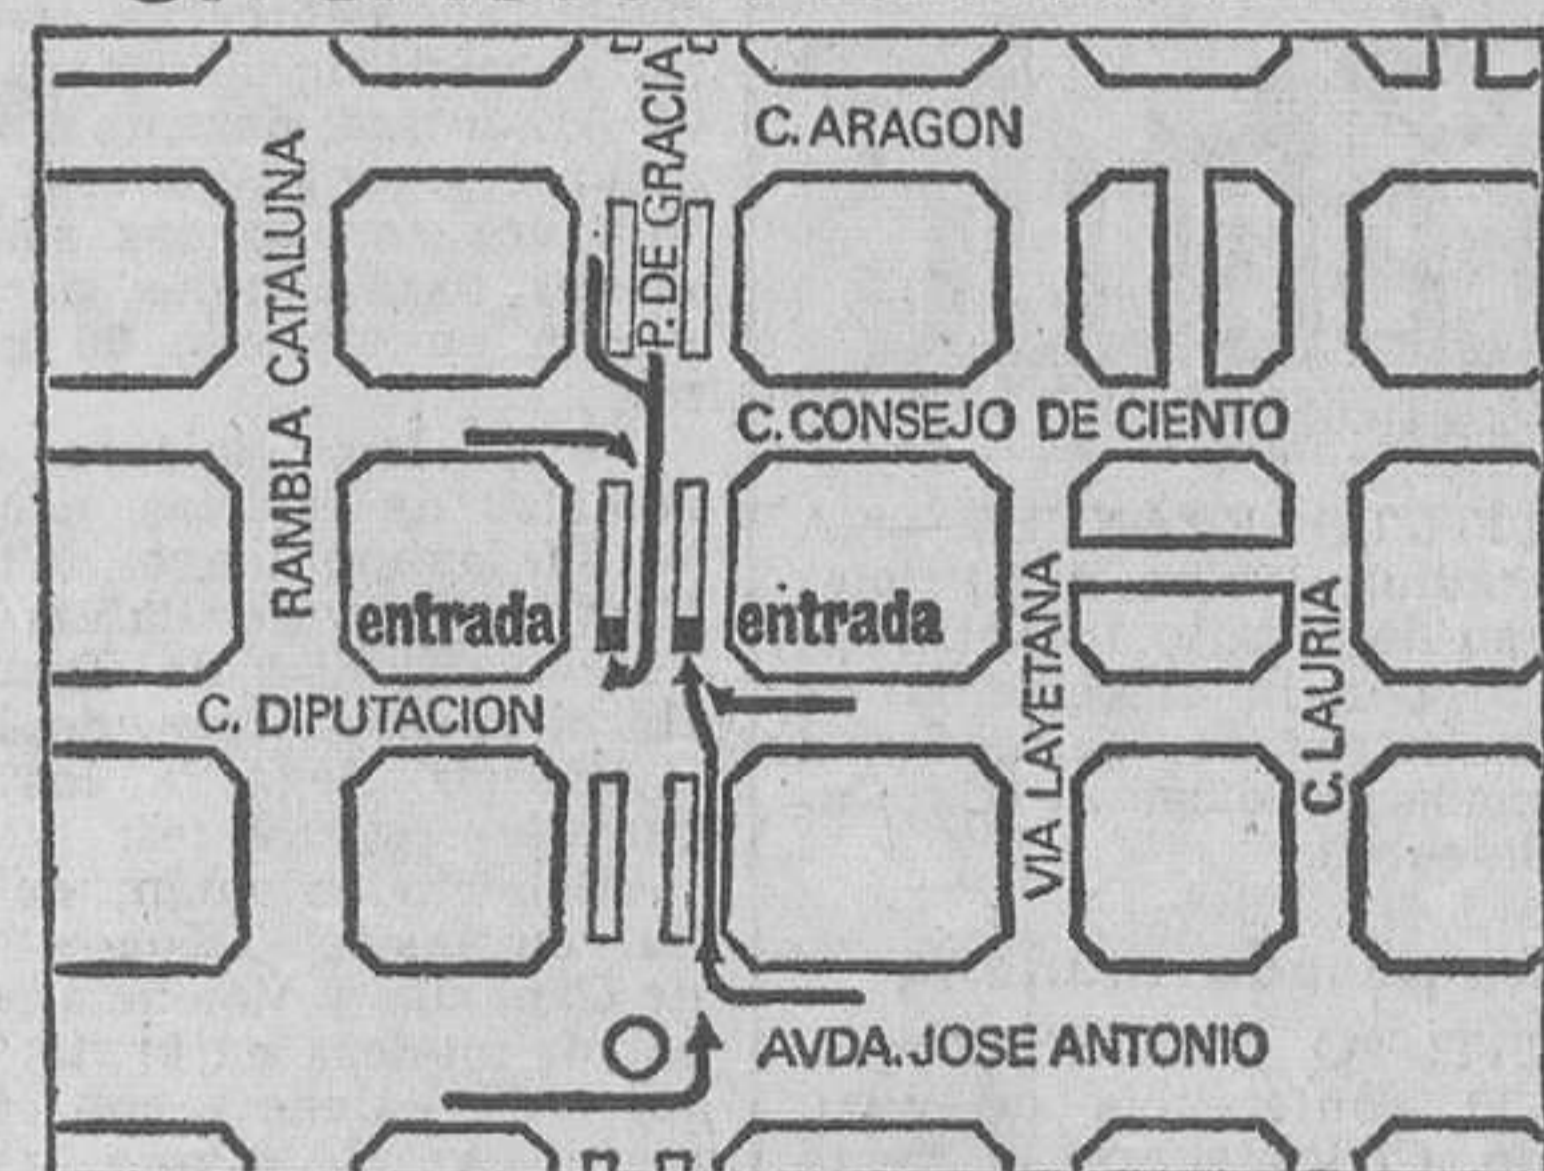 P. DE GRACIA
C. ARAGON
RAMBLA CATALUNA
C. CONSEJO DE CIENTO
entrada
entrada
C. DIPUTACION
VIA LAYETANA
C. LAURIA
AVDA. JOSE ANTONIO